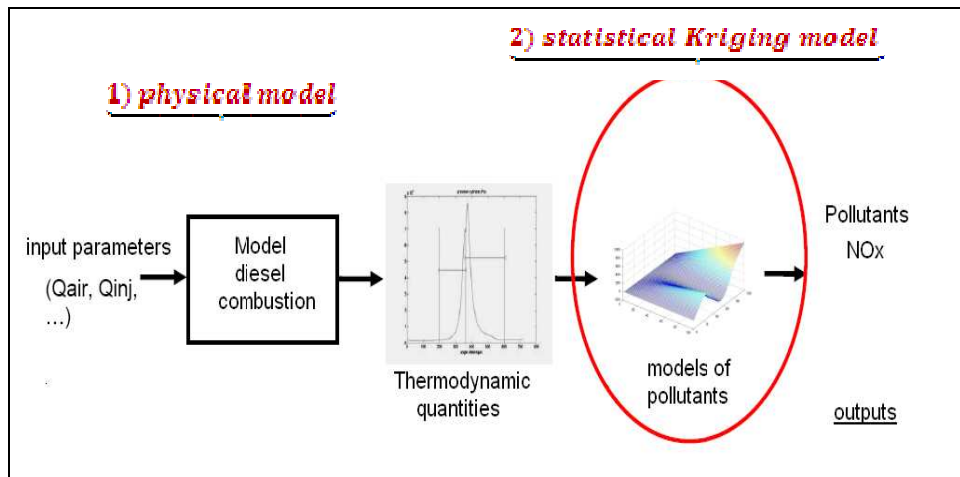 2) statistical Kriging model
1) physical model
input parameters
(Qair, Qinj,
…)
Model
diesel
combustion
Thermodynamic
quantities
models of
pollutants
Pollutants
NOx
outputs